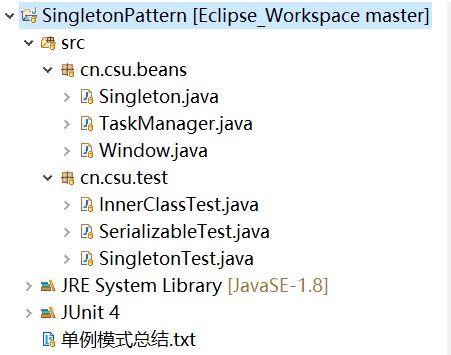 SingletonPattern [Eclipse_Workspace master]
src
cn.csu.beans
Singleton.java
TaskManager.java
Window.java
cn.csu.test
InnerClassTest.java
SerializableTest.java
SingletonTest.java
JRE System Library [JavaSE-1.8]
JUnit 4
单例模式总结.txt